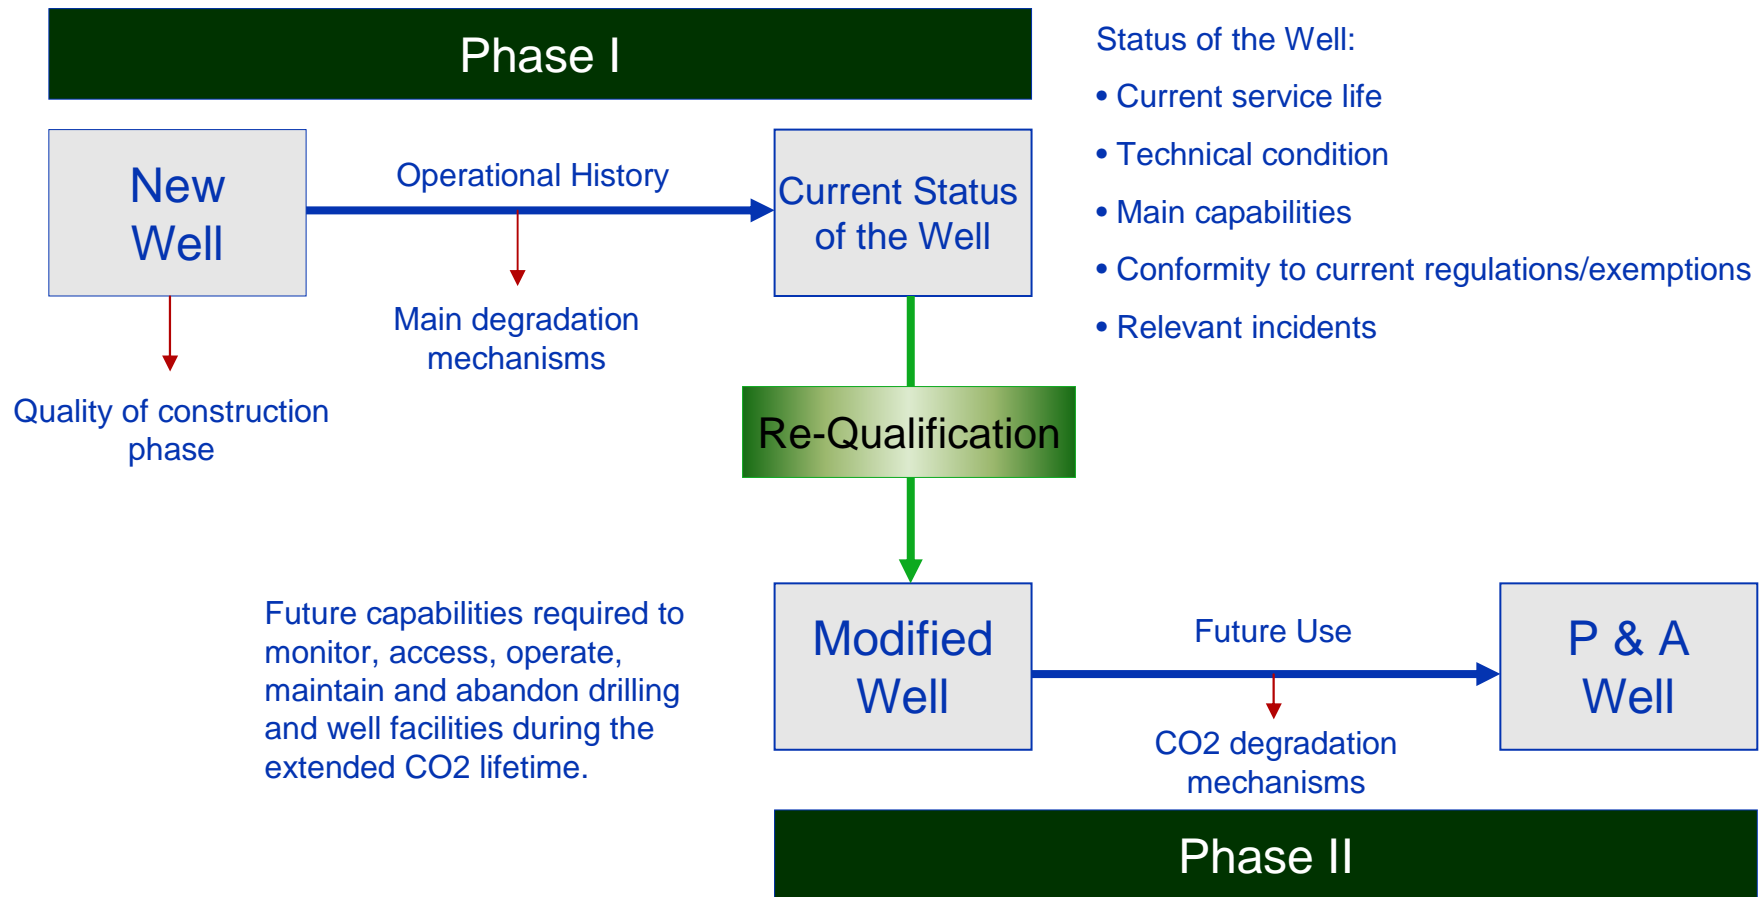 Phase I
Status of the Well:
• Current service life
• Technical condition
• Main capabilities
• Conformity to current regulations/exemptions
• Relevant incidents
New
Well
Operational History
Current Status
of the Well
Main degradation
mechanisms
Quality of construction
phase
Re-Qualification
Future capabilities required to
monitor, access, operate,
maintain and abandon drilling
and well facilities during the
extended CO2 lifetime.
Modified
Well
Future Use
P & A
Well
CO2 degradation
mechanisms
Phase II